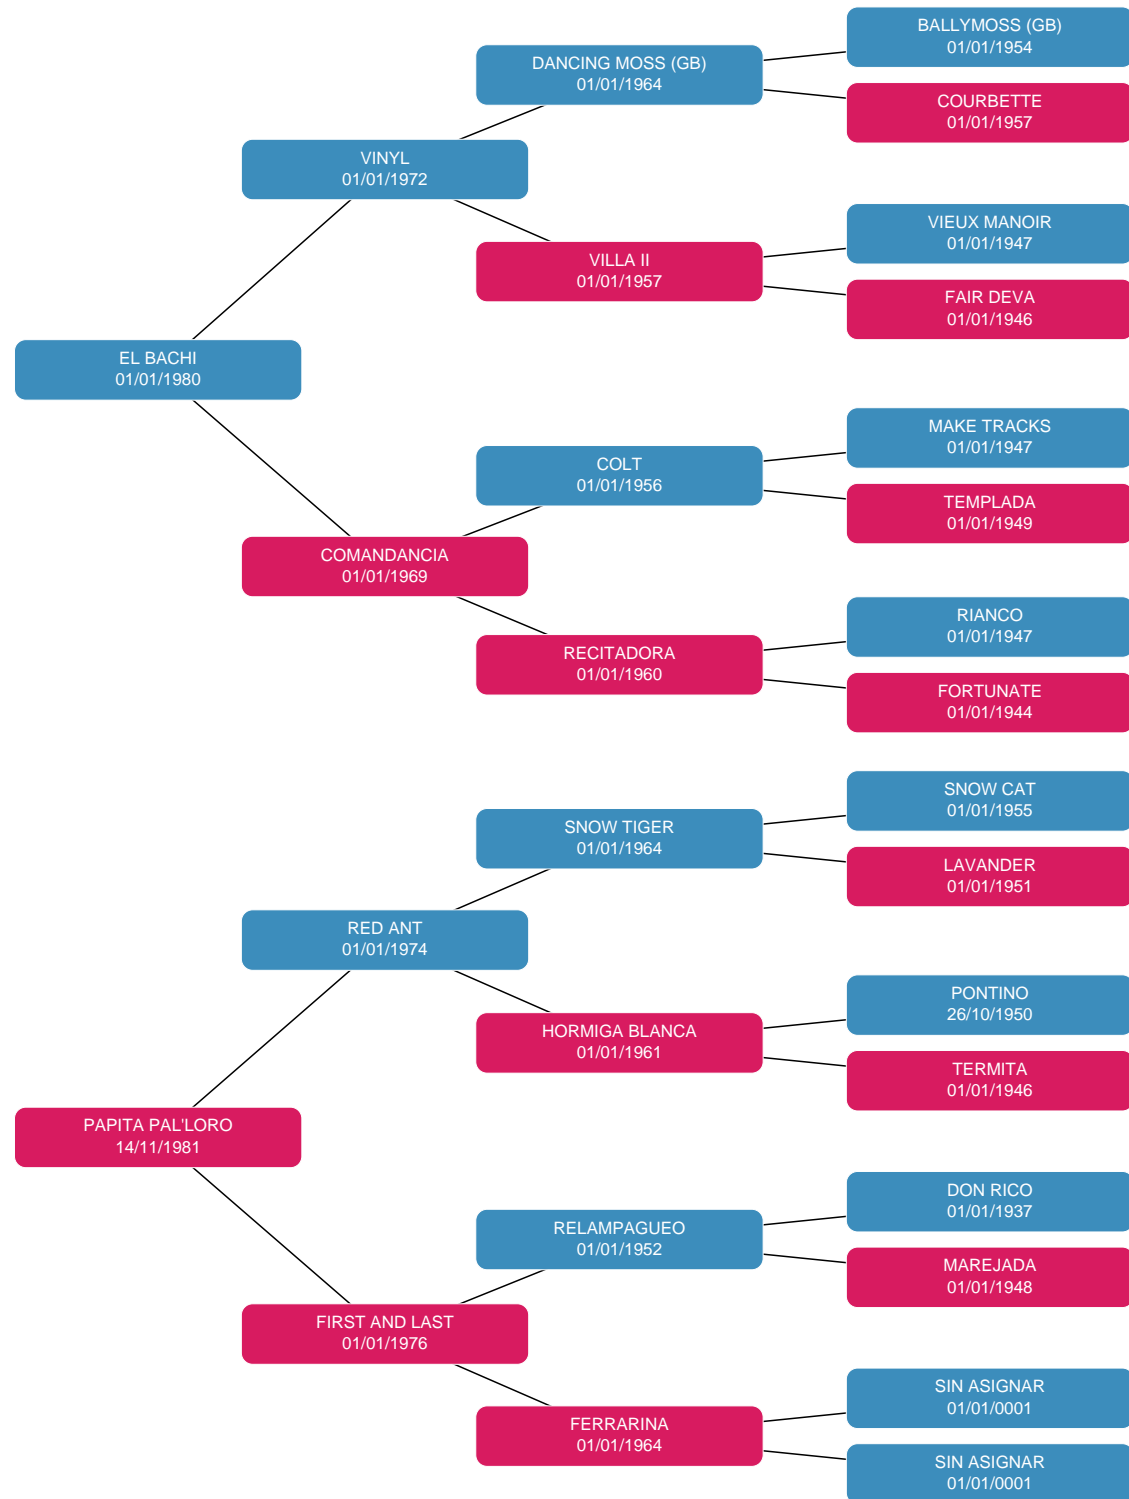 BALLYMOSS (GB)
01/01/1954
DANCING MOSS (GB)
01/01/1964
COURBETTE
01/01/1957
VINYL
01/01/1972
VIEUX MANOIR
01/01/1947
VILLA II
01/01/1957
FAIR DEVA
01/01/1946
EL BACHI
01/01/1980
MAKE TRACKS
01/01/1947
COLT
01/01/1956
TEMPLADA
01/01/1949
COMANDANCIA
01/01/1969
RIANCO
01/01/1947
RECITADORA
01/01/1960
FORTUNATE
01/01/1944
SNOW CAT
01/01/1955
SNOW TIGER
01/01/1964
LAVANDER
01/01/1951
RED ANT
01/01/1974
PONTINO
26/10/1950
HORMIGA BLANCA
01/01/1961
TERMITA
01/01/1946
PAPITA PAL'LORO
14/11/1981
DON RICO
01/01/1937
RELAMPAGUEO
01/01/1952
MAREJADA
01/01/1948
FIRST AND LAST
01/01/1976
SIN ASIGNAR
01/01/0001
FERRARINA
01/01/1964
SIN ASIGNAR
01/01/0001